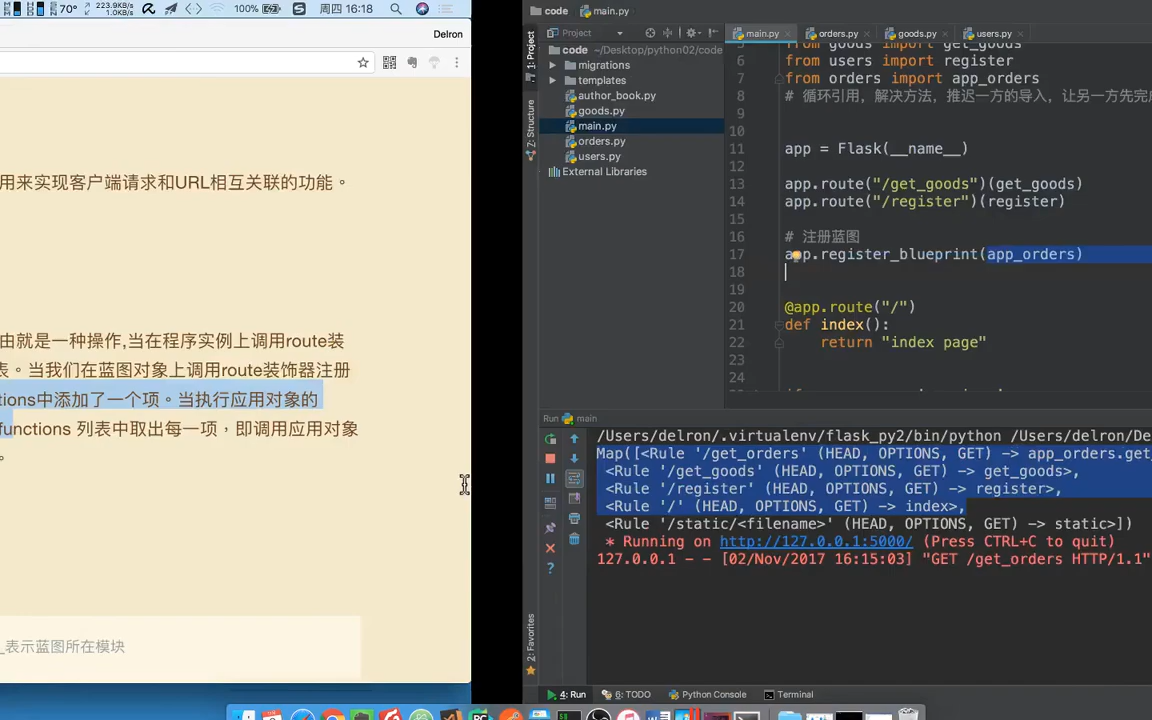 70°
223.9KB/s
1.0KB/s
100%
周四 16:18
Delron
用来实现客户端请求和URL相互关联的功能。
由就是一种操作,当在程序实例上调用route装
表。当我们在蓝图对象上调用route装饰器注册
tions中添加了一个项。当执行应用对象的
functions 列表中取出每一项，即调用应用对象
。
_表示蓝图所在模块
code main.py
Project
main.py orders.py goods.py users.py
1: Project
code ~/Desktop/python02/code
migrations
templates
author_book.py
goods.py
main.py
orders.py
users.py
External Libraries
Z: Structure
5 from goods import get_goods
6 from users import register
7 from orders import app_orders
8 # 循环引用，解决方法，推迟一方的导入，让另一方先完成
9
10
11 app = Flask(__name__)
12
13 app.route("/get_goods")(get_goods)
14 app.route("/register")(register)
15
16 # 注册蓝图
17 app.register_blueprint(app_orders)
18
19
20 @app.route("/")
21 def index():
22 return "index page"
23
24
Run main
/Users/delron/.virtualenv/flask_py2/bin/python /Users/delron/De
Map([<Rule '/get_orders' (HEAD, OPTIONS, GET) -> app_orders.get_
<Rule '/get_goods' (HEAD, OPTIONS, GET) -> get_goods>,
<Rule '/register' (HEAD, OPTIONS, GET) -> register>,
<Rule '/' (HEAD, OPTIONS, GET) -> index>,
<Rule '/static/<filename>' (HEAD, OPTIONS, GET) -> static>])
* Running on http://127.0.0.1:5000/ (Press CTRL+C to quit)
127.0.0.1 - - [02/Nov/2017 16:15:03] "GET /get_orders HTTP/1.1"
2: Favorites
4: Run 6: TODO Python Console Terminal